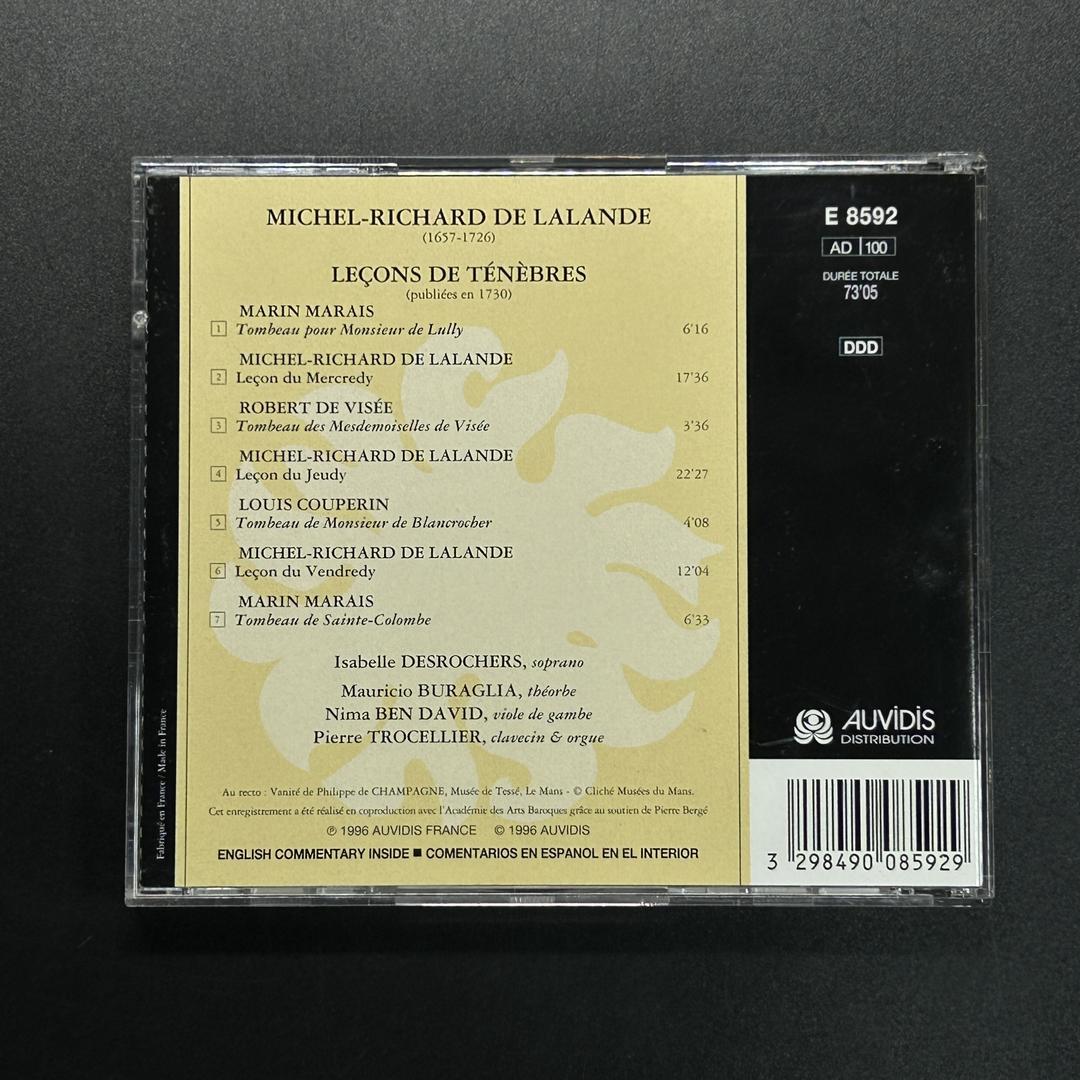 MICHEL-RICHARD DE LALANDE
(1657-1726)
LEÇONS DE TÉNÈBRES
(publiées en 1730)
MARIN MARAIS
1 Tombeau pour Monsieur de Lully 6'16
MICHEL-RICHARD DE LALANDE
2 Leçon du Mercredy 17'36
ROBERT DE VISÉE
3 Tombeau des Mesdemoiselles de Visée 3'36
MICHEL-RICHARD DE LALANDE
4 Leçon du Jeudy 22'27
LOUIS COUPERIN
5 Tombeau de Monsieur de Blancrocher 4'08
MICHEL-RICHARD DE LALANDE
6 Leçon du Vendredy 12'04
MARIN MARAIS
7 Tombeau de Sainte-Colombe 6'33
Isabelle DESROCHERS, soprano
Mauricio BURAGLIA, théorbe
Nima BEN DAVID, viole de gambe
Pierre TROCELLIER, clavecin & orgue
Au recto : Vanité de Philippe de CHAMPAGNE, Musée de Tessé, Le Mans - © Cliché Musées du Mans.
Cet enregistrement a été réalisé en coproduction avec l'Académie des Arts Baroques grâce au soutien de Pierre Bergé
℗ 1996 AUVIDIS FRANCE © 1996 AUVIDIS
ENGLISH COMMENTARY INSIDE ■ COMENTARIOS EN ESPANOL EN EL INTERIOR
Fabriqué en France / Made in France
E 8592
AD 100
DURÉE TOTALE
73'05
DDD
AUVIDIS
DISTRIBUTION
3 298490 085929